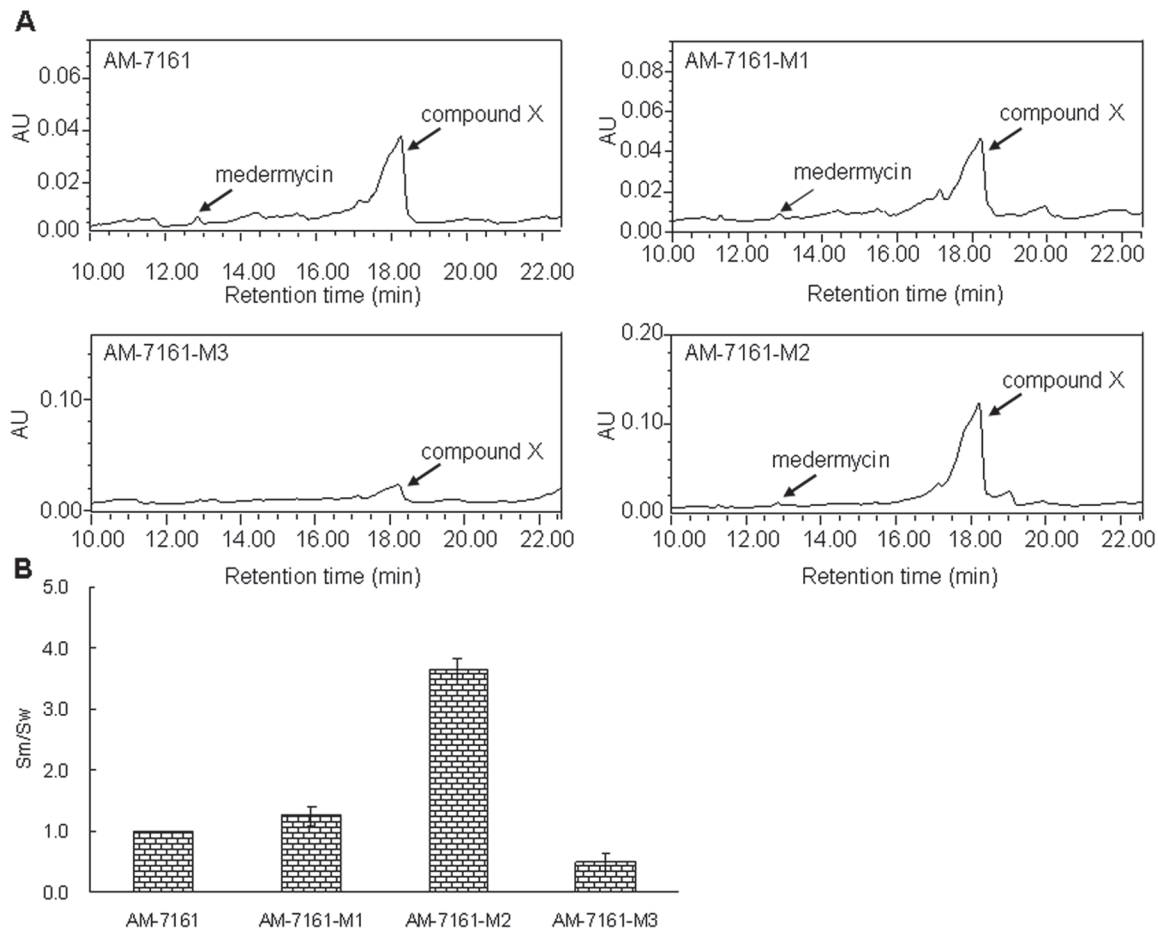 A
AM-7161
AU
0.06
0.04
0.02
0.00
medermycin
compound X
10.00 12.00 14.00 16.00 18.00 20.00 22.00
Retention time (min)
AM-7161-M1
AU
0.08
0.06
0.04
0.02
0.00
medermycin
compound X
10.00 12.00 14.00 16.00 18.00 20.00 22.00
Retention time (min)
AM-7161-M3
AU
0.10
0.00
compound X
10.00 12.00 14.00 16.00 18.00 20.00 22.00
Retention time (min)
AM-7161-M2
AU
0.20
0.10
0.00
medermycin
compound X
10.00 12.00 14.00 16.00 18.00 20.00 22.00
Retention time (min)
B
Sm/Sw
5.0
4.0
3.0
2.0
1.0
0.0
AM-7161 AM-7161-M1 AM-7161-M2 AM-7161-M3